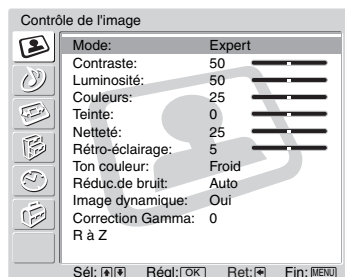 Contrôle de l'image
Mode: Expert
Contraste: 50
Luminosité: 50
Couleurs: 25
Teinte: 0
Netteté: 25
Rétro-éclairage: 5
Ton couleur: Froid
Réduc.de bruit: Auto
Image dynamique: Oui
Correction Gamma: 0
R à Z
Sél: Régl: OK Ret: Fin: MENU